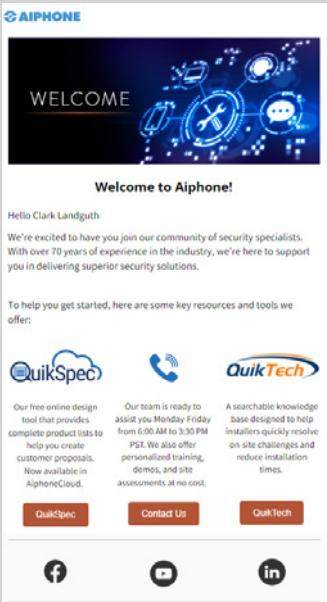 AIPHONE
WELCOME
Welcome to Aiphone!
Hello Clark Landguth
We're excited to have you join our community of security specialists.
With over 70 years of experience in the industry, we're here to support
you in delivering superior security solutions.
To help you get started, here are some key resources and tools we
offer:
QuikSpec
Our free online design
tool that provides
complete product lists to
help you create
customer proposals.
Now available in
AiphoneCloud.
QuikSpec
Our team is ready to
assist you Monday-Friday
from 6:00 AM to 3:30 PM
PST. We also offer
personalized training,
demos, and site
assessments at no cost.
Contact Us
QuikTech
A searchable knowledge
base designed to help
installers quickly resolve
on-site challenges and
reduce installation
times.
QuikTech
f
in